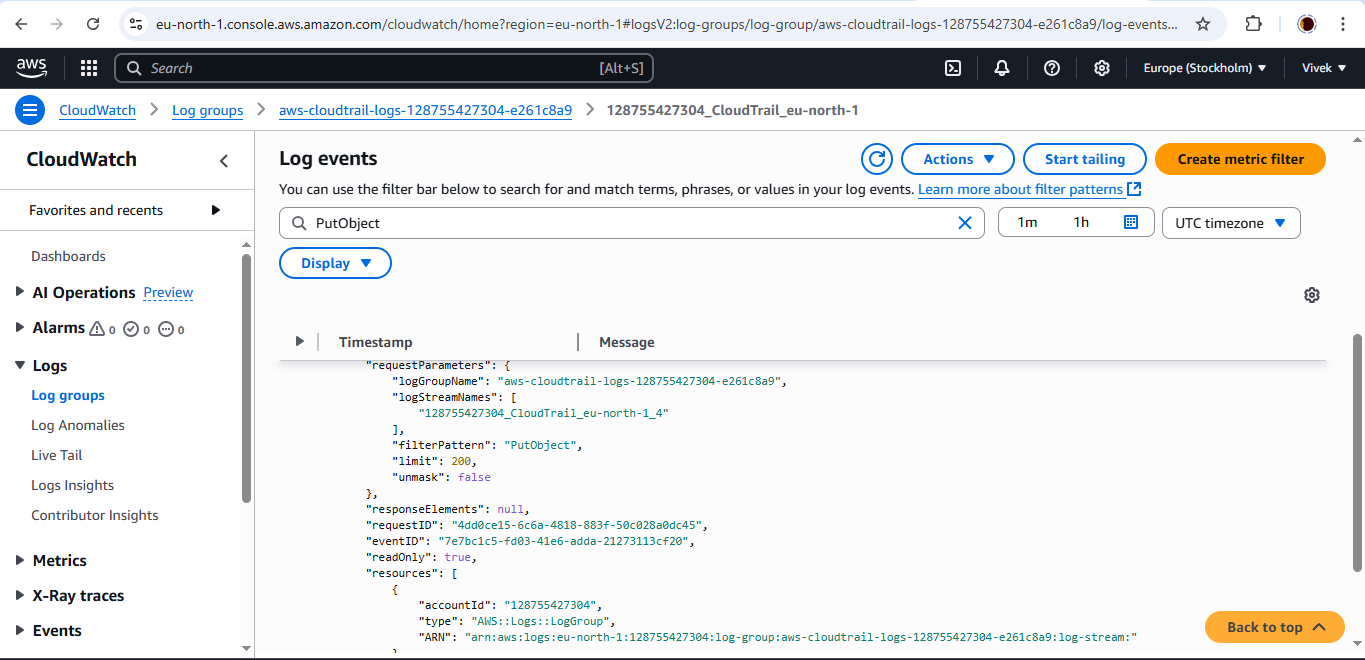 eu-north-1.console.aws.amazon.com/cloudwatch/home?region=eu-north-1#logsV2:log-groups/log-group/aws-cloudtrail-logs-128755427304-e261c8a9/log-events...
aws
Search [Alt+S]
Europe (Stockholm)
Vivek
CloudWatch
Log groups
aws-cloudtrail-logs-128755427304-e261c8a9
128755427304_CloudTrail_eu-north-1
CloudWatch
Favorites and recents
Dashboards
AI Operations Preview
Alarms 0 0 0
Logs
Log groups
Log Anomalies
Live Tail
Logs Insights
Contributor Insights
Metrics
X-Ray traces
Events
Log events
Actions
Start tailing
Create metric filter
You can use the filter bar below to search for and match terms, phrases, or values in your log events. Learn more about filter patterns
PutObject
1m 1h
UTC timezone
Display
Timestamp Message
"requestParameters": {
"logGroupName": "aws-cloudtrail-logs-128755427304-e261c8a9",
"logStreamNames": [
"128755427304_CloudTrail_eu-north-1_4"
],
"filterPattern": "PutObject",
"limit": 200,
"unmask": false
},
"responseElements": null,
"requestID": "4dd0ce15-6c6a-4818-883f-50c028a0dc45",
"eventID": "7e7bc1c5-fd03-41e6-adda-21273113cf20",
"readOnly": true,
"resources": [
{
"accountId": "128755427304",
"type": "AWS::Logs::LogGroup",
"ARN": "arn:aws:logs:eu-north-1:128755427304:log-group:aws-cloudtrail-logs-128755427304-e261c8a9:log-stream:"
Back to top